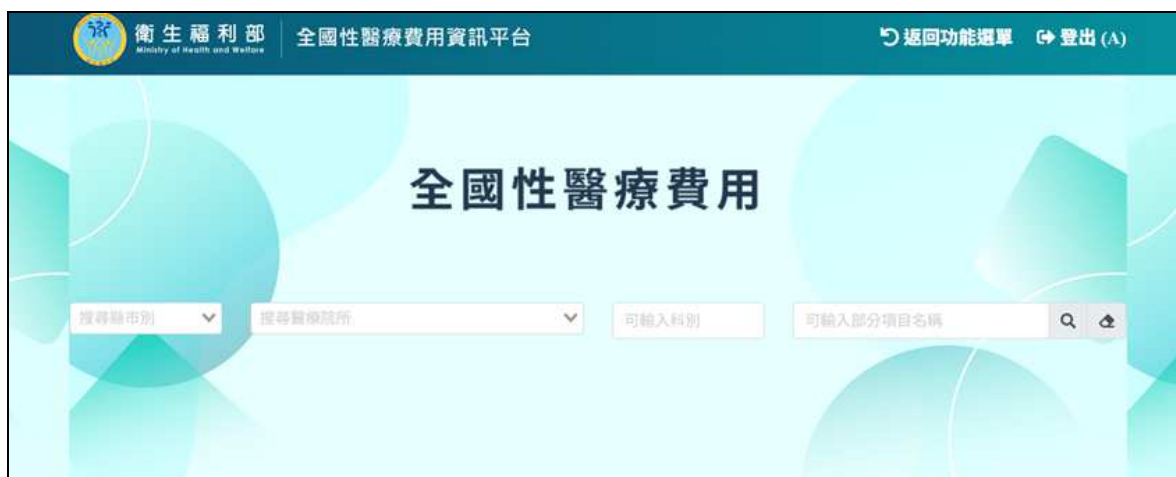 衛生福利部
Ministry of Health and Welfare
全國性醫療費用資訊平台
返回功能選單
登出 (A)
全國性醫療費用
搜尋縣市別
搜尋醫療院所
可輸入科別
可輸入部分項目名稱